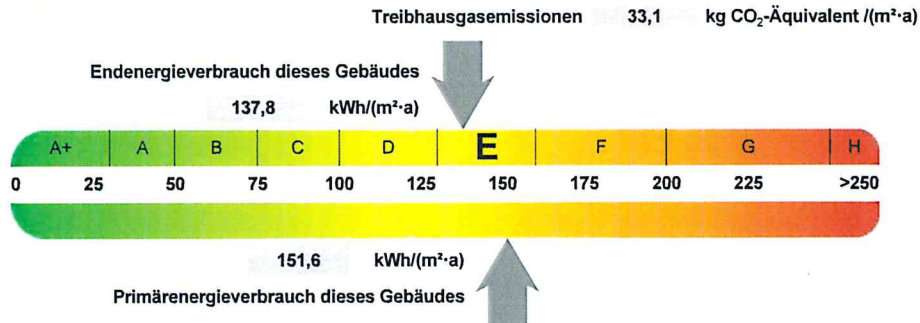 Treibhausgasemissionen 33,1 kg CO₂-Äquivalent /(m²·a)
Endenergieverbrauch dieses Gebäudes
137,8 kWh/(m²·a)
A+ A B C D E F G H
0 25 50 75 100 125 150 175 200 225 >250
151,6 kWh/(m²·a)
Primärenergieverbrauch dieses Gebäudes